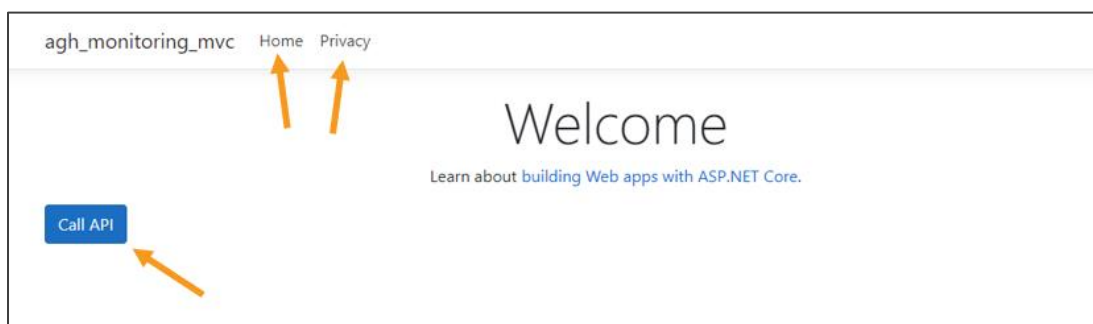 agh_monitoring_mvc Home Privacy
Welcome
Learn about building Web apps with ASP.NET Core.
Call API